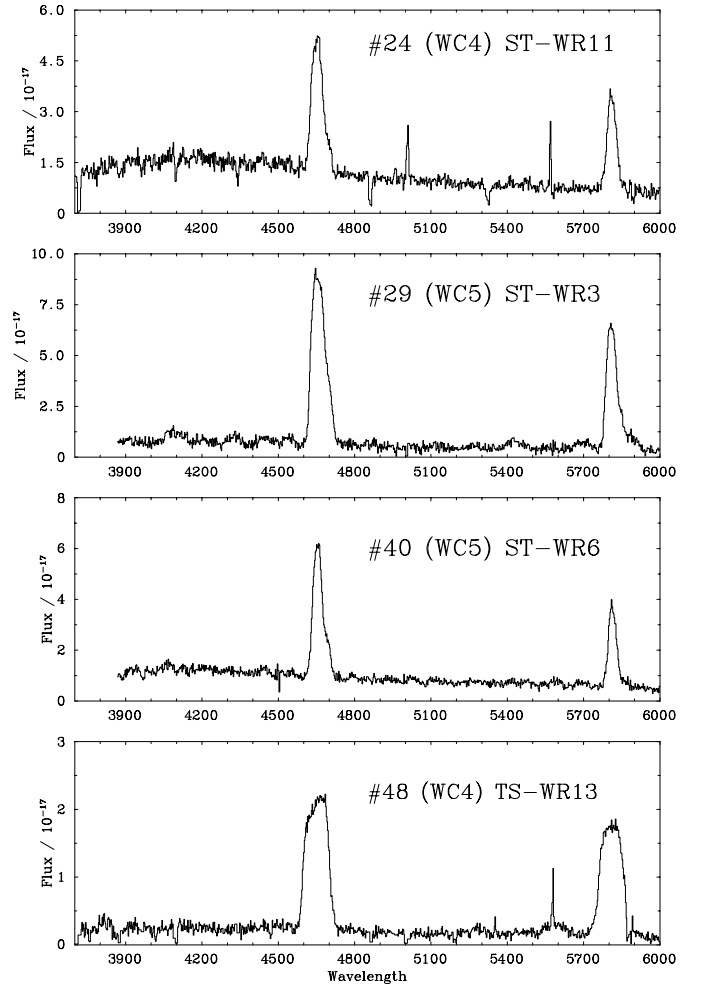 6.0
#24 (WC4) ST-WR11
4.5
3.0
1.5
0
Flux / 10⁻¹⁷
3900 4200 4500 4800 5100 5400 5700 6000
10.0
#29 (WC5) ST-WR3
7.5
5.0
2.5
0
Flux / 10⁻¹⁷
3900 4200 4500 4800 5100 5400 5700 6000
8
#40 (WC5) ST-WR6
6
4
2
0
Flux / 10⁻¹⁷
3900 4200 4500 4800 5100 5400 5700 6000
3
#48 (WC4) TS-WR13
2
1
0
Flux / 10⁻¹⁷
3900 4200 4500 4800 5100 5400 5700 6000
Wavelength